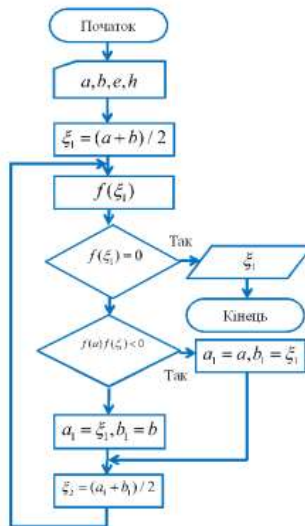 Початок
a,b,e,h
ξ₁ = (a + b) / 2
f(ξ₁)
f(ξ₁) = 0
Так
ξ₁
Кінець
f(a) f(ξ₁) < 0
Так
a₁ = a, b₁ = ξ₁
a₁ = ξ₁, b₁ = b
ξ₂ = (a₁ + b₁) / 2